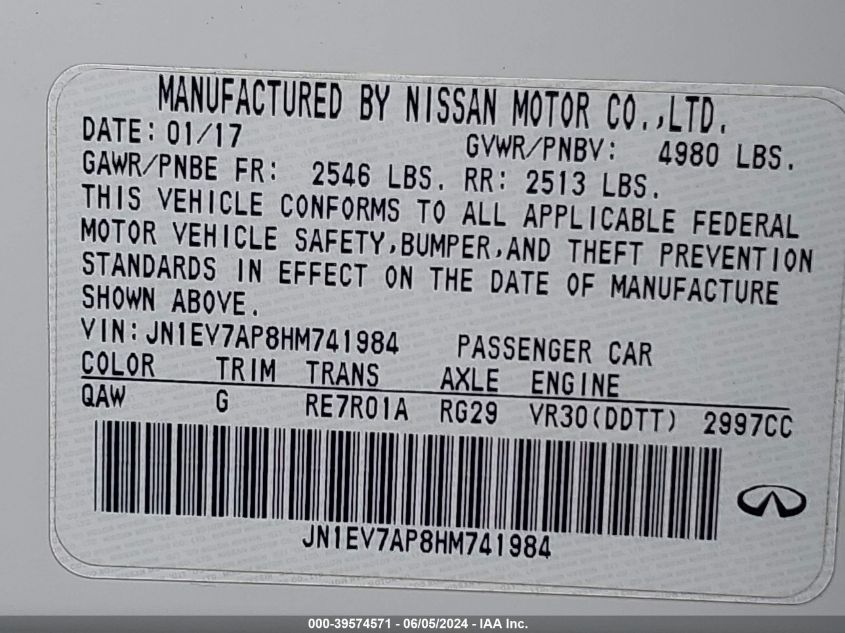 MANUFACTURED BY NISSAN MOTOR CO.,LTD.
DATE: 01/17 GVWR/PNBV: 4980 LBS.
GAWR/PNBE FR: 2546 LBS. RR: 2513 LBS.
THIS VEHICLE CONFORMS TO ALL APPLICABLE FEDERAL
MOTOR VEHICLE SAFETY,BUMPER,AND THEFT PREVENTION
STANDARDS IN EFFECT ON THE DATE OF MANUFACTURE
SHOWN ABOVE.
VIN: JN1EV7AP8HM741984 PASSENGER CAR
COLOR TRIM TRANS AXLE ENGINE
QAW G RE7R01A RG29 VR30(DDTT) 2997CC
JN1EV7AP8HM741984
000-39574571 - 06/05/2024 - IAA Inc.